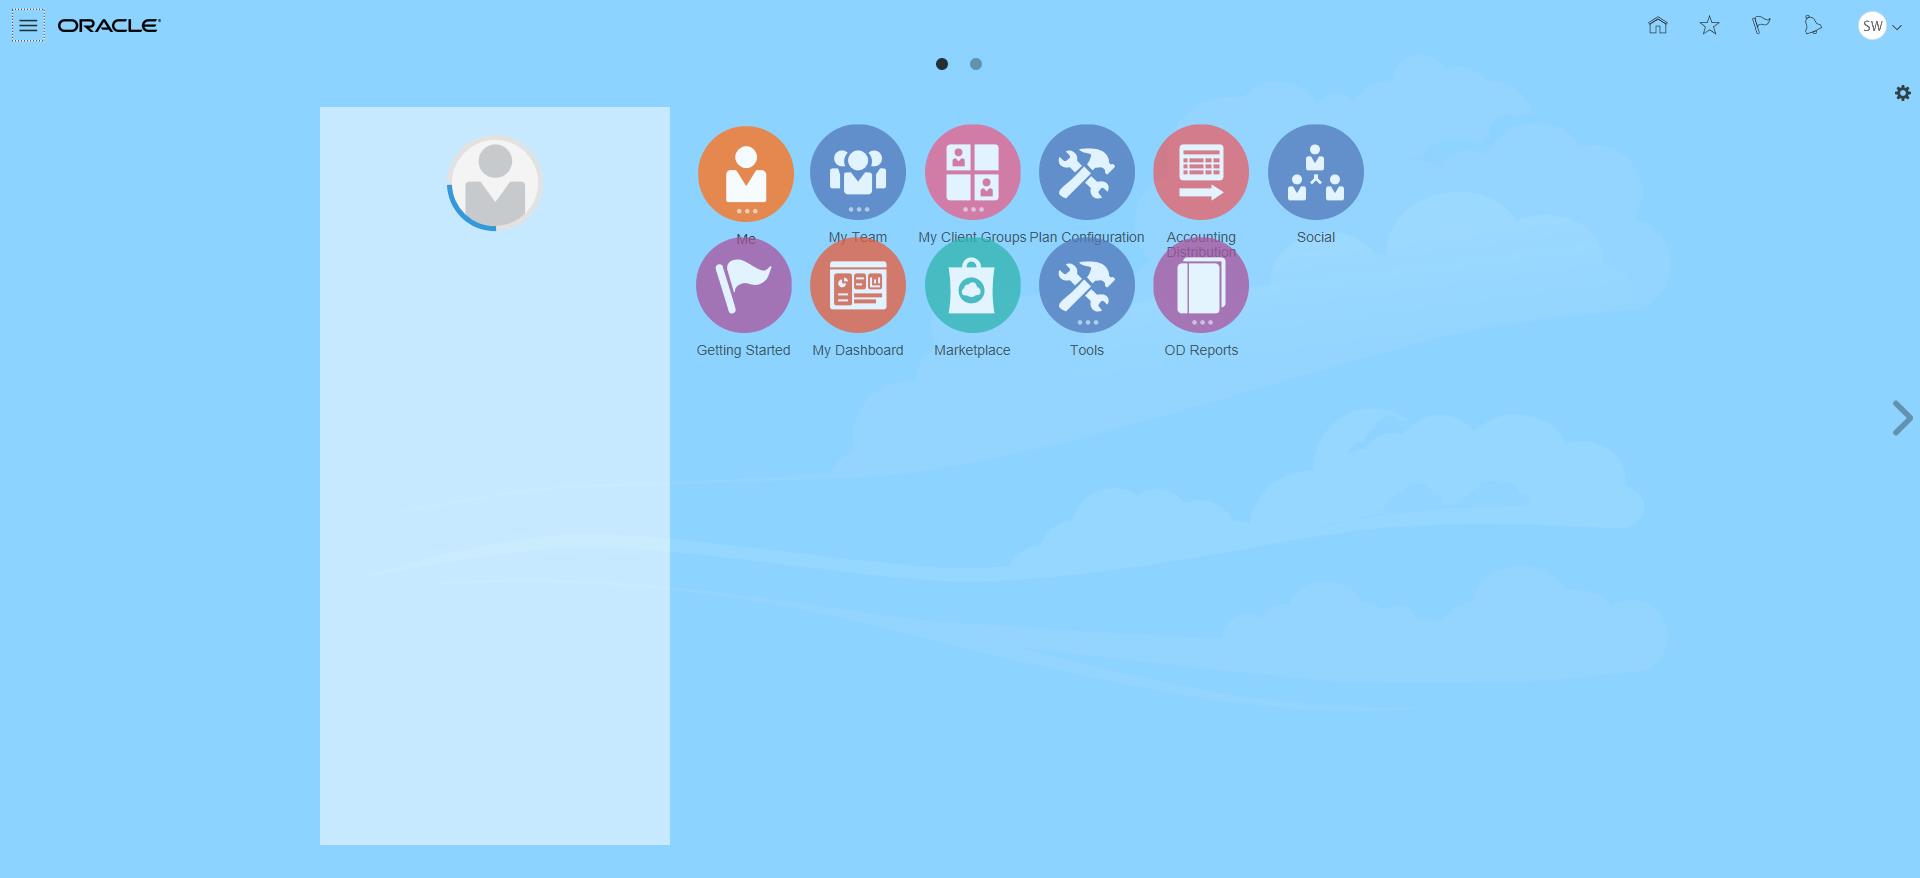 ORACLE
SW
Me
My Team
My Client Groups
Plan Configuration
Accounting
Distribution
Social
Getting Started
My Dashboard
Marketplace
Tools
OD Reports